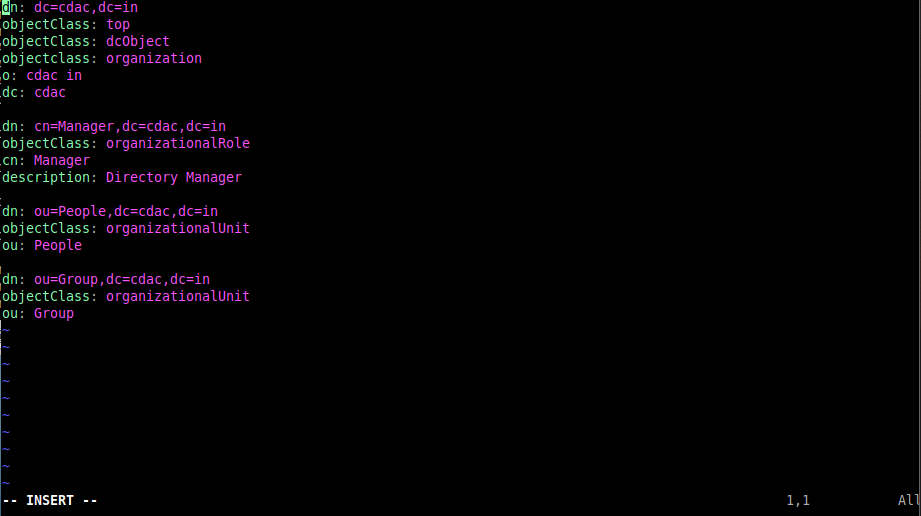 dn: dc=cdac,dc=in
objectClass: top
objectClass: dcObject
objectclass: organization
o: cdac in
dc: cdac
dn: cn=Manager,dc=cdac,dc=in
objectClass: organizationalRole
cn: Manager
description: Directory Manager
dn: ou=People,dc=cdac,dc=in
objectClass: organizationalUnit
ou: People
dn: ou=Group,dc=cdac,dc=in
objectClass: organizationalUnit
ou: Group
~
~
~
~
~
~
~
~
~
~
-- INSERT -- 1,1 All